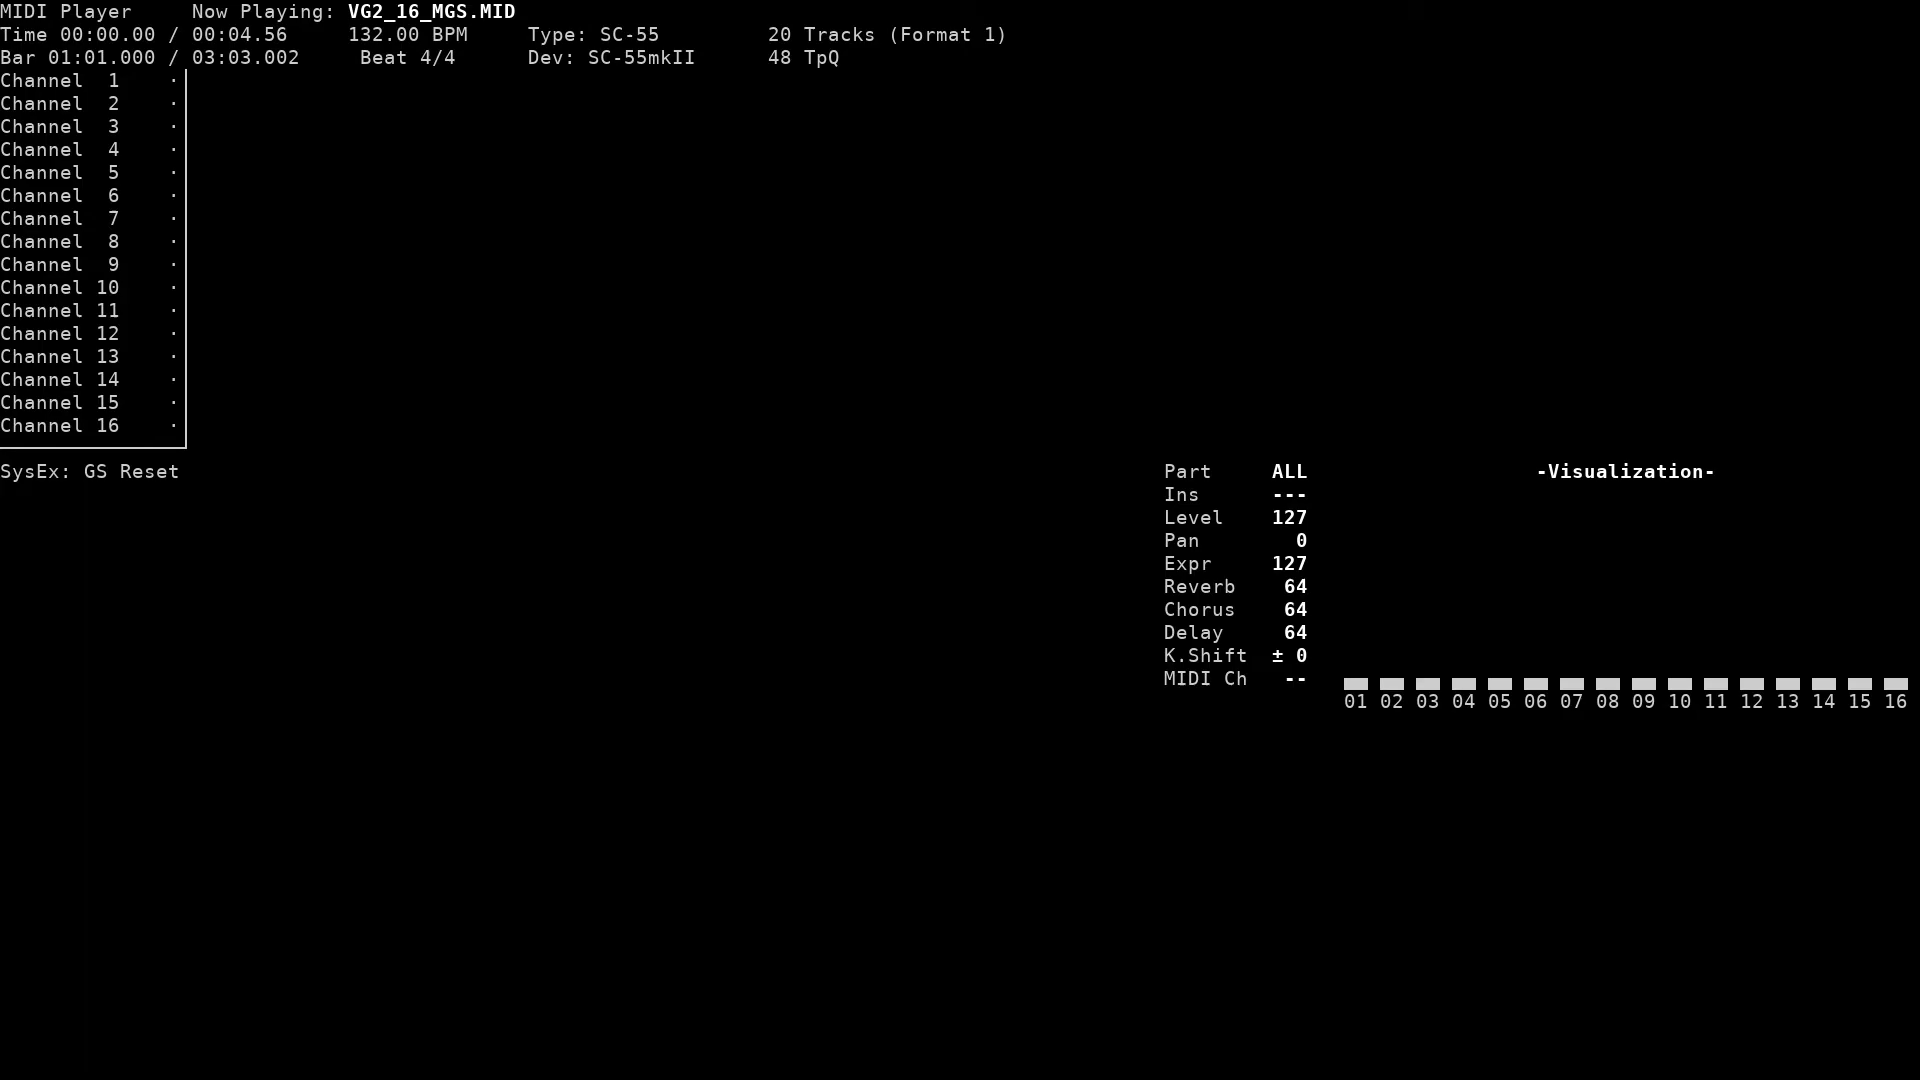 MIDI Player     Now Playing: VG2_16_MGS.MID
Time 00:00.00 / 00:04.56     132.00 BPM     Type: SC-55         20 Tracks (Format 1)
Bar 01:01.000 / 03:03.002     Beat 4/4      Dev: SC-55mkII      48 TpQ
Channel  1    ·
Channel  2    ·
Channel  3    ·
Channel  4    ·
Channel  5    ·
Channel  6    ·
Channel  7    ·
Channel  8    ·
Channel  9    ·
Channel 10    ·
Channel 11    ·
Channel 12    ·
Channel 13    ·
Channel 14    ·
Channel 15    ·
Channel 16    ·
SysEx: GS Reset
Part     ALL
-Visualization-
Ins      ---
Level    127
Pan        0
Expr     127
Reverb    64
Chorus    64
Delay     64
K.Shift  ± 0
MIDI Ch   --
01 02 03 04 05 06 07 08 09 10 11 12 13 14 15 16